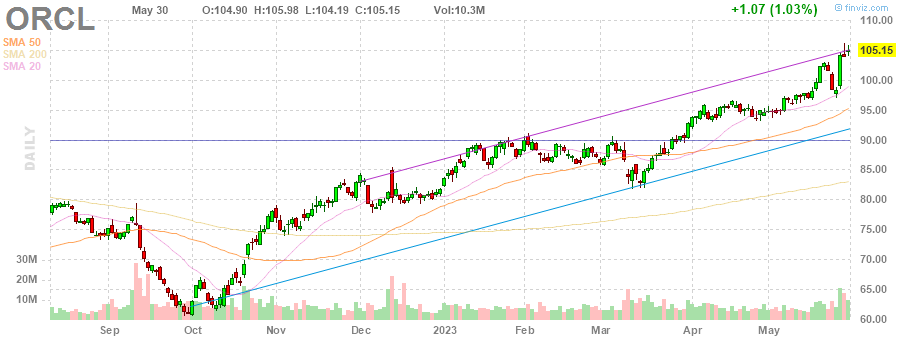 ORCL May 30 O:104.90 H:105.98 L:104.19 C:105.15 Vol:10.3M +1.07 (1.03%) © finviz.com
SMA 50
SMA 200
SMA 20
DAILY
110.00
105.15
100.00
95.00
90.00
85.00
80.00
75.00
70.00
65.00
60.00
30M
20M
10M
Sep Oct Nov Dec 2023 Feb Mar Apr May